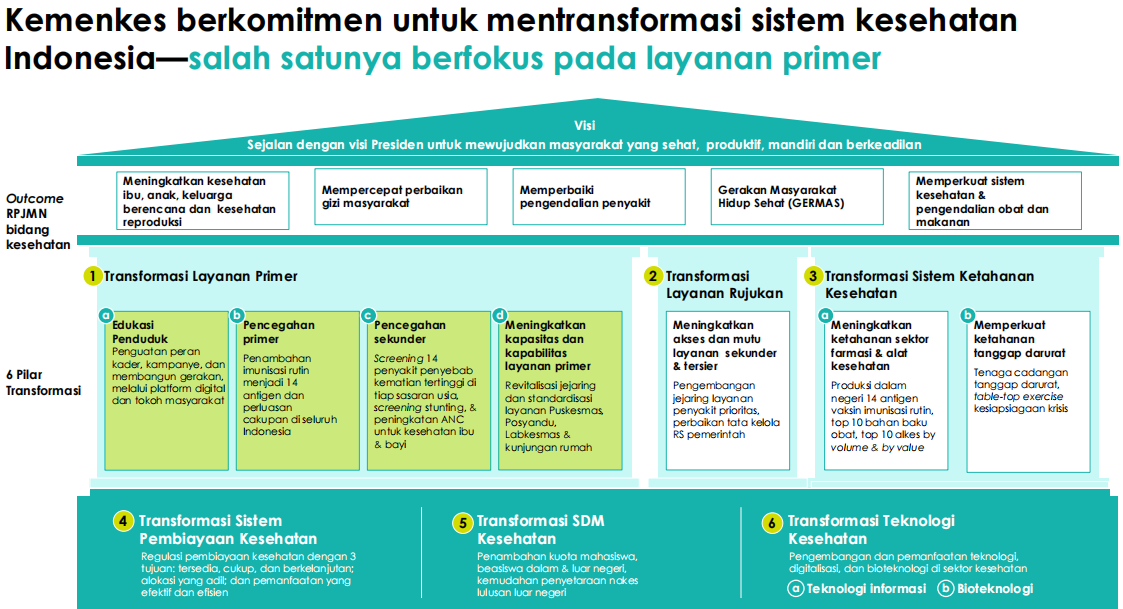 Kemenkes berkomitmen untuk mentransformasi sistem kesehatan
Indonesia—salah satunya berfokus pada layanan primer
Visi
Sejalan dengan visi Presiden untuk mewujudkan masyarakat yang sehat, produktif, mandiri dan berkeadilan
Outcome
RPJMN
bidang
kesehatan
Meningkatkan kesehatan
ibu, anak, keluarga
berencana dan kesehatan
reproduksi
Mempercepat perbaikan
gizi masyarakat
Memperbaiki
pengendalian penyakit
Gerakan Masyarakat
Hidup Sehat (GERMAS)
Memperkuat sistem
kesehatan &
pengendalian obat dan
makanan
6 Pilar
Transformasi
1 Transformasi Layanan Primer
a
Edukasi
Penduduk
Penguatan peran
kader, kampanye, dan
membangun gerakan,
melalui platform digital
dan tokoh masyarakat
b
Pencegahan
primer
Penambahan
imunisasi rutin
menjadi 14
antigen dan
perluasan
cakupan di seluruh
Indonesia
c
Pencegahan
sekunder
Screening 14
penyakit penyebab
kematian tertinggi di
tiap sasaran usia,
screening stunting, &
peningkatan ANC
untuk kesehatan ibu
& bayi
d
Meningkatkan
kapasitas dan
kapabilitas
layanan primer
Revitalisasi jejaring
dan standardisasi
layanan Puskesmas,
Posyandu,
Labkesmas &
kunjungan rumah
2 Transformasi
Layanan Rujukan
Meningkatkan
akses dan mutu
layanan sekunder
& tersier
Pengembangan
jejaring layanan
penyakit prioritas,
perbaikan tata kelola
RS pemerintah
3 Transformasi Sistem Ketahanan
Kesehatan
a
Meningkatkan
ketahanan sektor
farmasi & alat
kesehatan
Produksi dalam
negeri 14 antigen
vaksin imunisasi rutin,
top 10 bahan baku
obat, top 10 alkes by
volume & by value
b
Memperkuat
ketahanan
tanggap darurat
Tenaga cadangan
tanggap darurat,
table-top exercise
kesiapsiagaan krisis
4 Transformasi Sistem
Pembiayaan Kesehatan
Regulasi pembiayaan kesehatan dengan 3
tujuan: tersedia, cukup, dan berkelanjutan;
alokasi yang adil; dan pemanfaatan yang
efektif dan efisien
5 Transformasi SDM
Kesehatan
Penambahan kuota mahasiswa,
beasiswa dalam & luar negeri,
kemudahan penyetaraan nakes
lulusan luar negeri
6 Transformasi Teknologi
Kesehatan
Pengembangan dan pemanfaatan teknologi,
digitalisasi, dan bioteknologi di sektor kesehatan
a Teknologi informasi b Bioteknologi